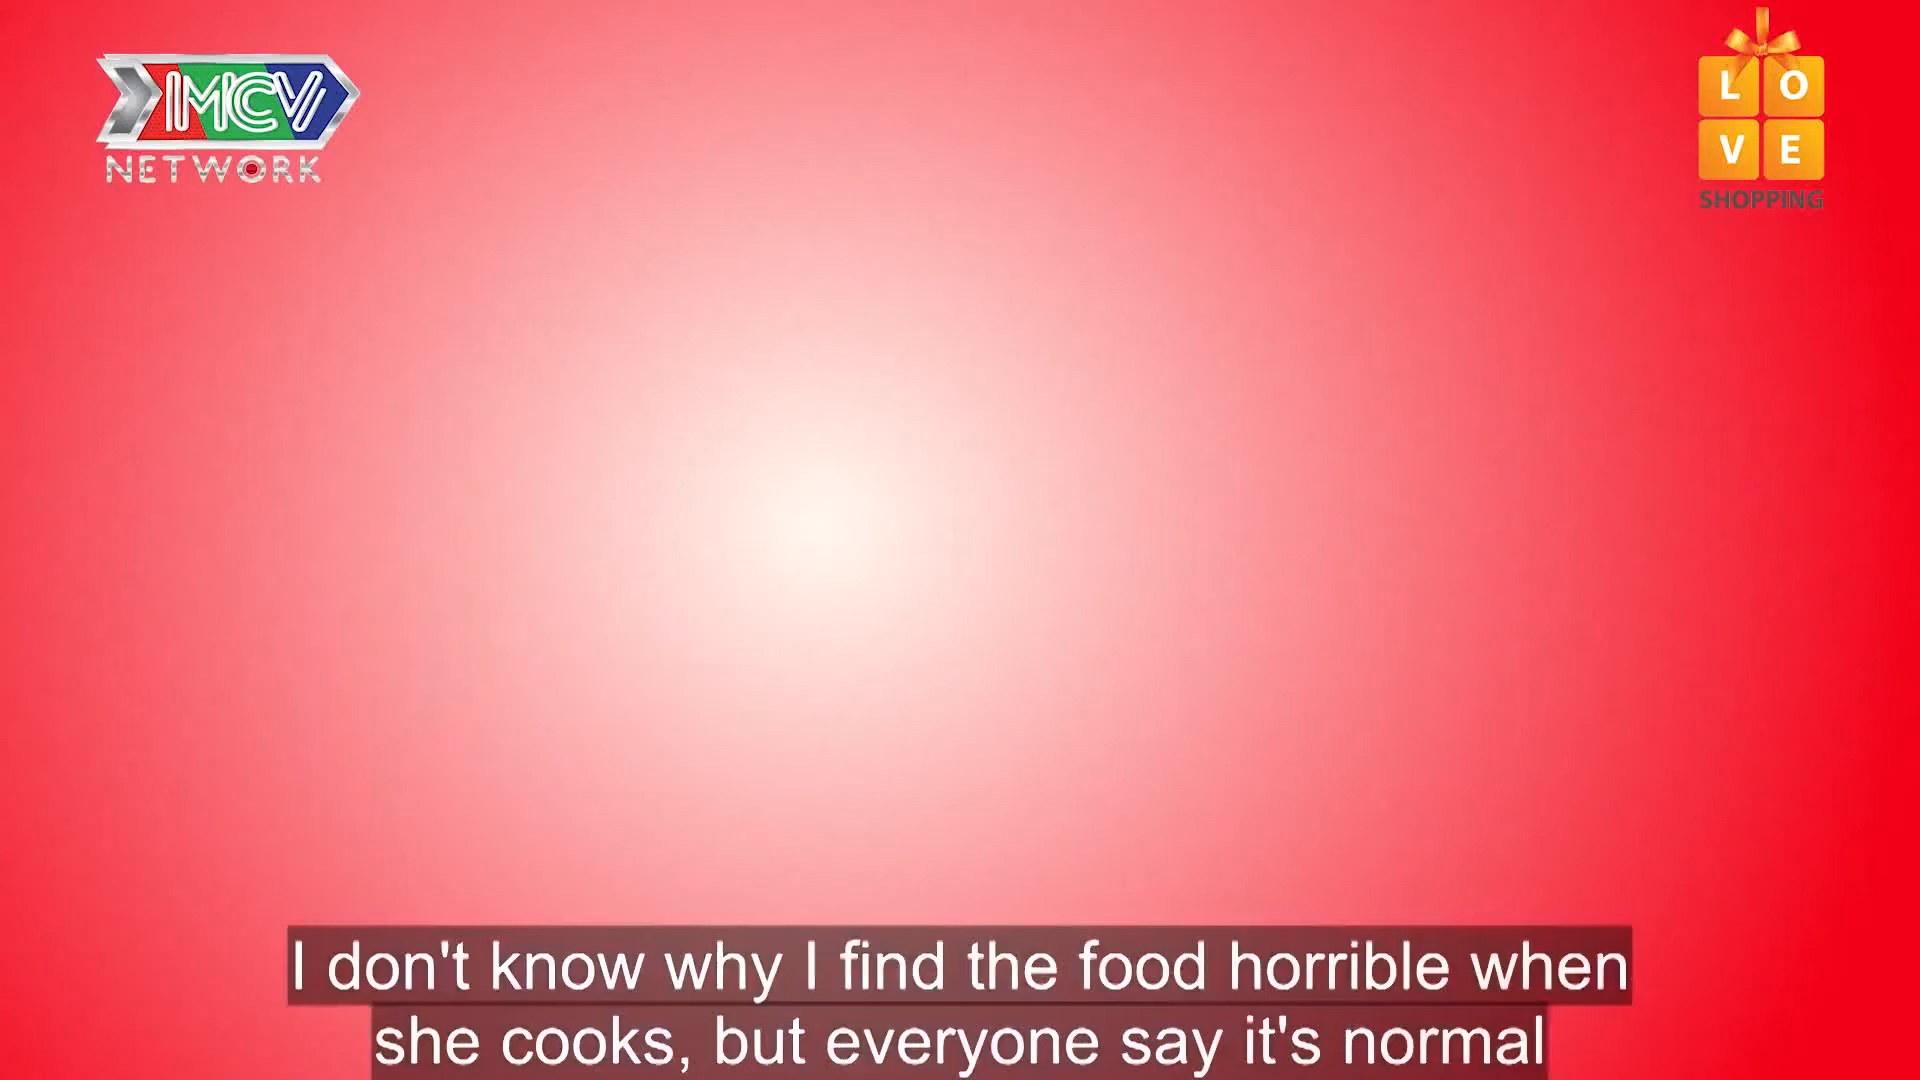 MCV
NETWORK
L O
V E
SHOPPING
I don't know why I find the food horrible when
she cooks, but everyone say it's normal